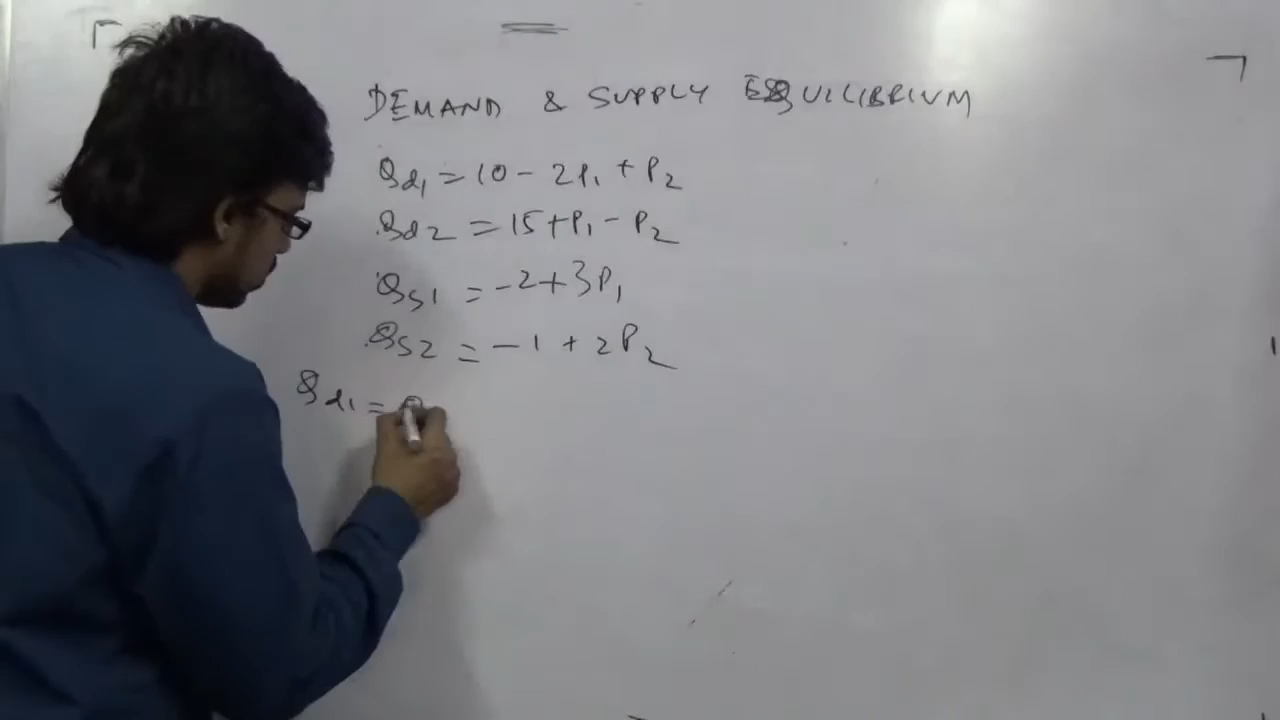 DEMAND & SUPPLY EQUILIBRIUM
Qd1 = 10 - 2P1 + P2
Qd2 = 15 + P1 - P2
QS1 = -2 + 3P1
QS2 = -1 + 2P2
Qd1 =